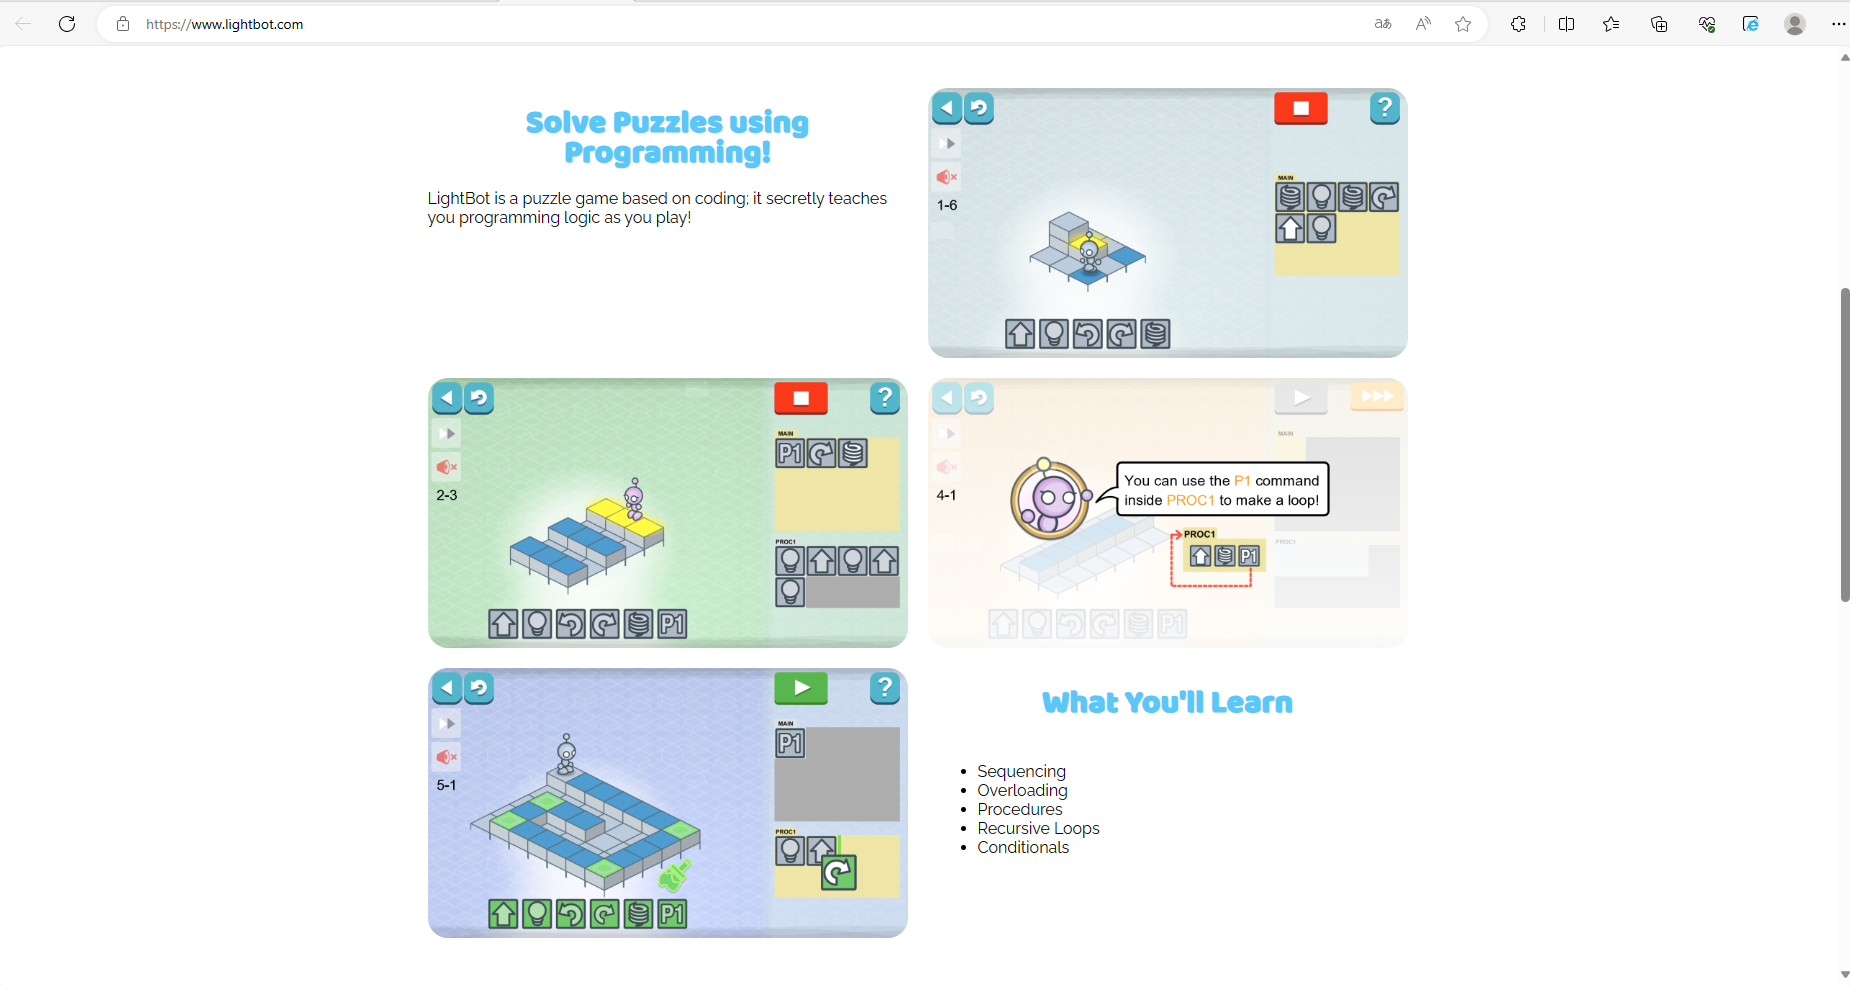 https://www.lightbot.com
Solve Puzzles using
Programming!
LightBot is a puzzle game based on coding; it secretly teaches
you programming logic as you play!
?
MAIN
1-6
?
MAIN
P1
2-3
PROC1
P1
MAIN
4-1
You can use the P1 command
inside PROC1 to make a loop!
PROC1
P1
PROC1
P1
?
MAIN
P1
5-1
PROC1
P1
What You'll Learn
Sequencing
Overloading
Procedures
Recursive Loops
Conditionals